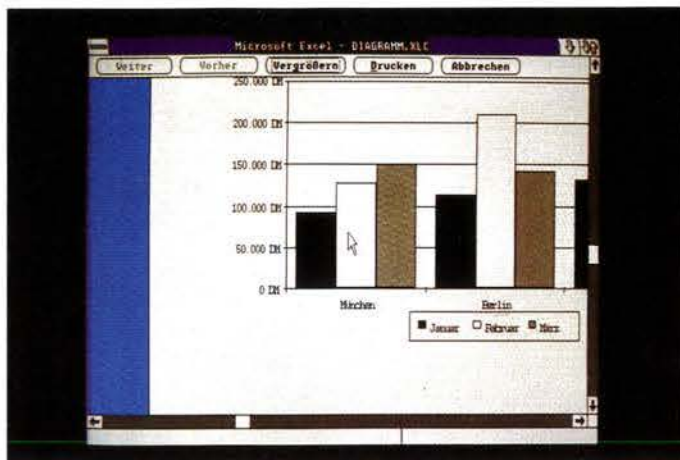 Microsoft Excel - DIAGRAMM.XLC
Weiter Vorher Vergrößern Drucken Abbrechen
250.000 DM
200.000 DM
150.000 DM
100.000 DM
50.000 DM
0 DM
München Berlin
Januar Februar März